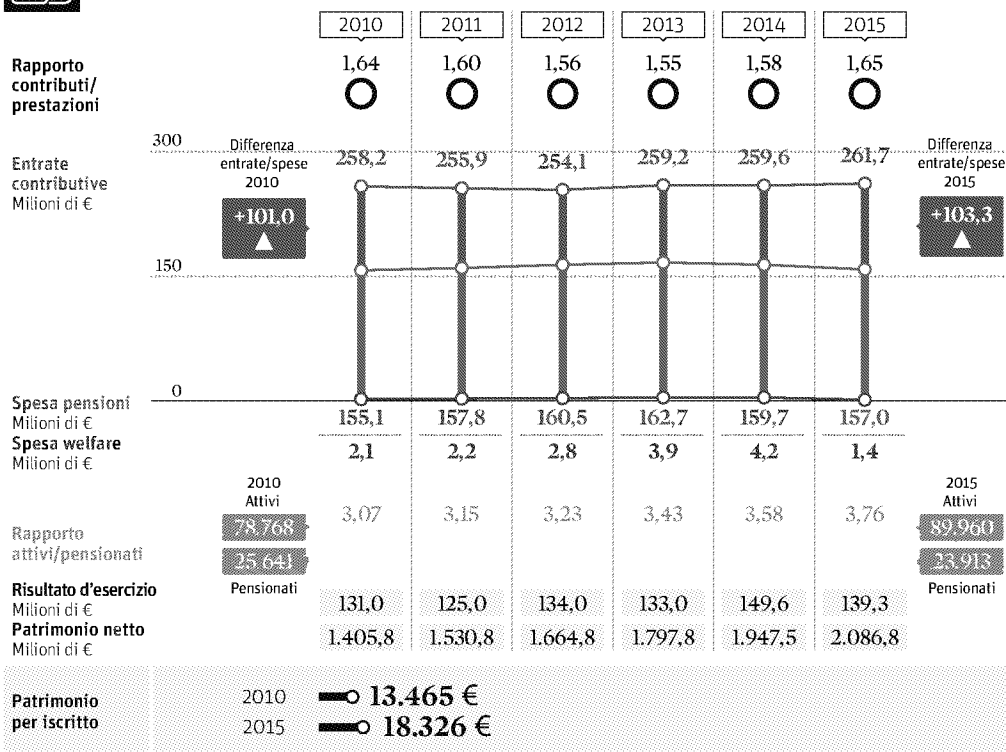 2010 2011 2012 2013 2014 2015
Rapporto
contributi/
prestazioni
1,64 1,60 1,56 1,55 1,58 1,65
300
Entrate
contributive
Milioni di €
Differenza
entrate/spese
2010
+101,0
258,2 255,9 254,1 259,2 259,6 261,7
Differenza
entrate/spese
2015
+103,3
150
0
Spesa pensioni
Milioni di €
155,1 157,8 160,5 162,7 159,7 157,0
Spesa welfare
Milioni di €
2,1 2,2 2,8 3,9 4,2 1,4
Rapporto
attivi/pensionati
2010
Attivi
78.768
25.641
Pensionati
3,07 3,15 3,23 3,43 3,58 3,76
2015
Attivi
89.960
23.913
Pensionati
Risultato d'esercizio
Milioni di €
131,0 125,0 134,0 133,0 149,6 139,3
Patrimonio netto
Milioni di €
1.405,8 1.530,8 1.664,8 1.797,8 1.947,5 2.086,8
Patrimonio
per iscritto
2010 13.465 €
2015 18.326 €